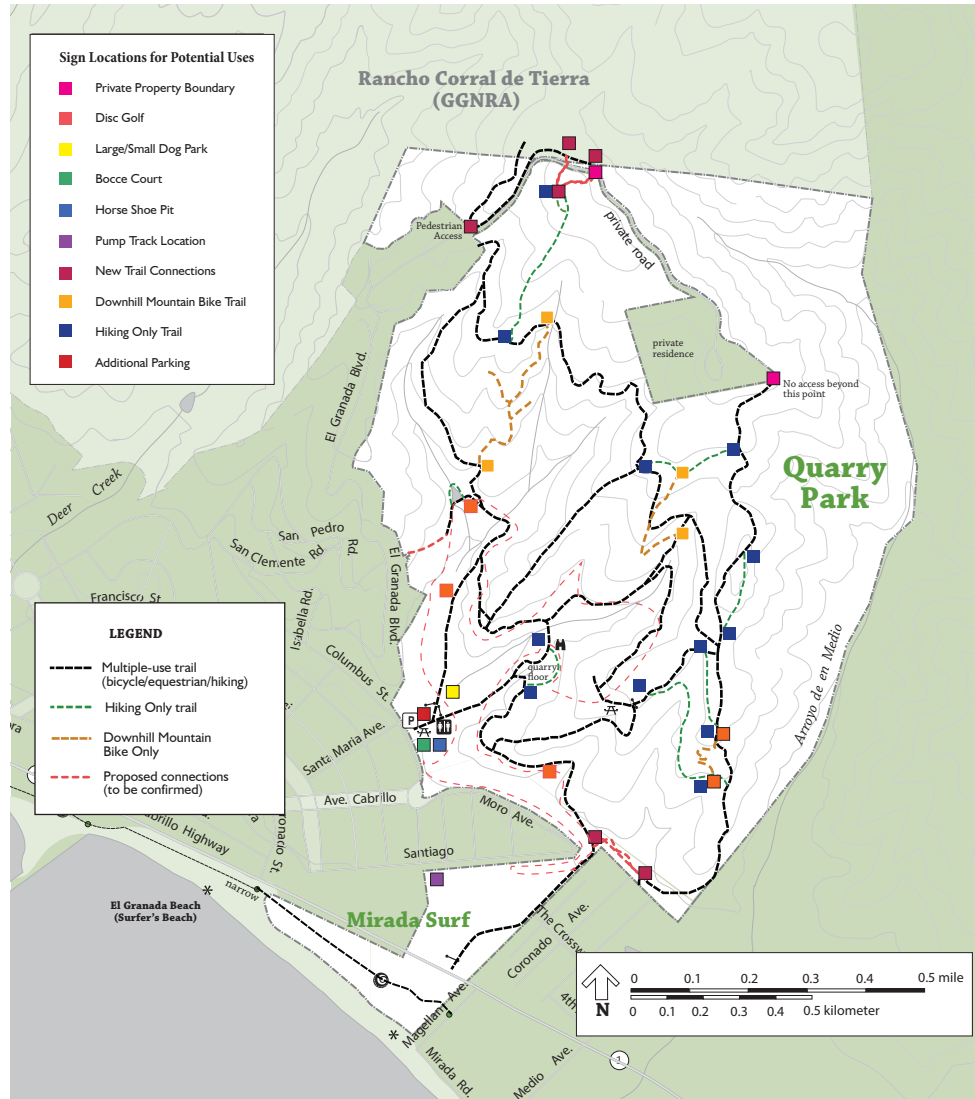 Sign Locations for Potential Uses
Private Property Boundary
Disc Golf
Large/Small Dog Park
Bocce Court
Horse Shoe Pit
Pump Track Location
New Trail Connections
Downhill Mountain Bike Trail
Hiking Only Trail
Additional Parking
Rancho Corral de Tierra
(GGNRA)
Pedestrian
Access
private road
private
residence
No access beyond
this point
El Granada Blvd.
Quarry
Park
Deer Creek
San Pedro
Rd.
San Clemente Rd
El Granada Blvd.
Francisco St.
Isabella Rd.
Columbus St.
Santa Maria Ave.
quarry
floor
P
Arroyo de en Medio
LEGEND
Multiple-use trail
(bicycle/equestrian/hiking)
Hiking Only trail
Downhill Mountain
Bike Only
Proposed connections
(to be confirmed)
Ave. Cabrillo
Moro Ave.
Santiago
brillo Highway
ronado St.
narrow
El Granada Beach
(Surfer's Beach)
Mirada Surf
The Crossw
Coronado Ave.
4th
Magellan Ave.
Mirada Rd.
Medio Ave.
1
N
0 0.1 0.2 0.3 0.4 0.5 mile
0 0.1 0.2 0.3 0.4 0.5 kilometer